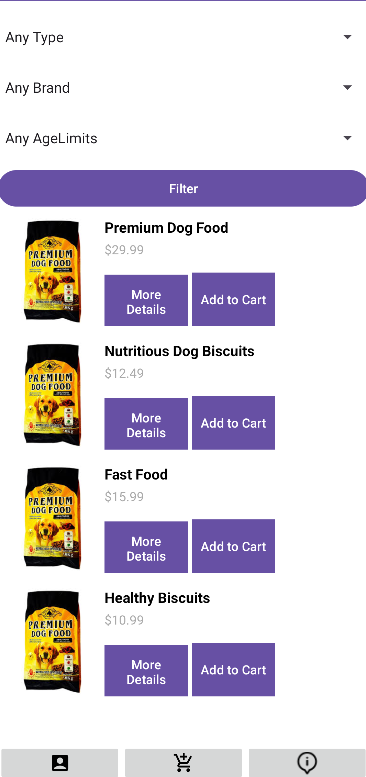 Any Type
Any Brand
Any AgeLimits
Filter
Premium Dog Food
$29.99
More
Details
Add to Cart
PREMIUM
DOG FOOD
Nutritious Dog Biscuits
$12.49
More
Details
Add to Cart
PREMIUM
DOG FOOD
Fast Food
$15.99
More
Details
Add to Cart
PREMIUM
DOG FOOD
Healthy Biscuits
$10.99
More
Details
Add to Cart
PREMIUM
DOG FOOD